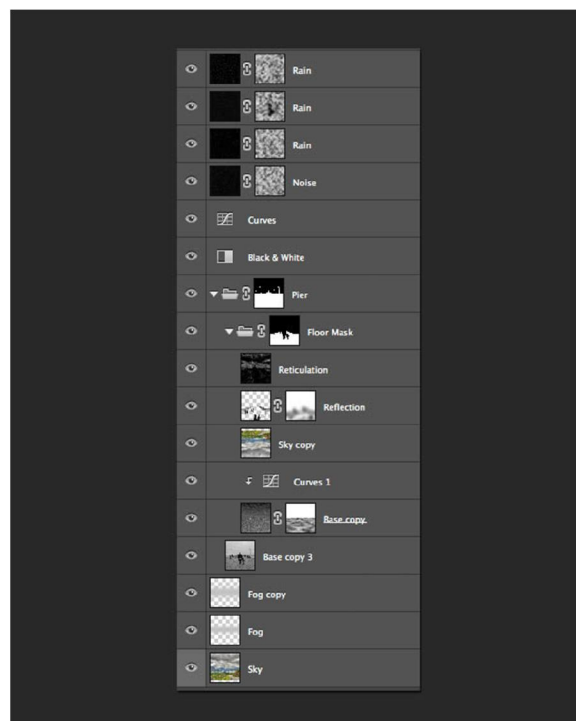 Rain
Rain
Rain
Noise
Curves
Black & White
Pier
Floor Mask
Reticulation
Reflection
Sky copy
Curves 1
Base copy
Base copy 3
Fog copy
Fog
Sky